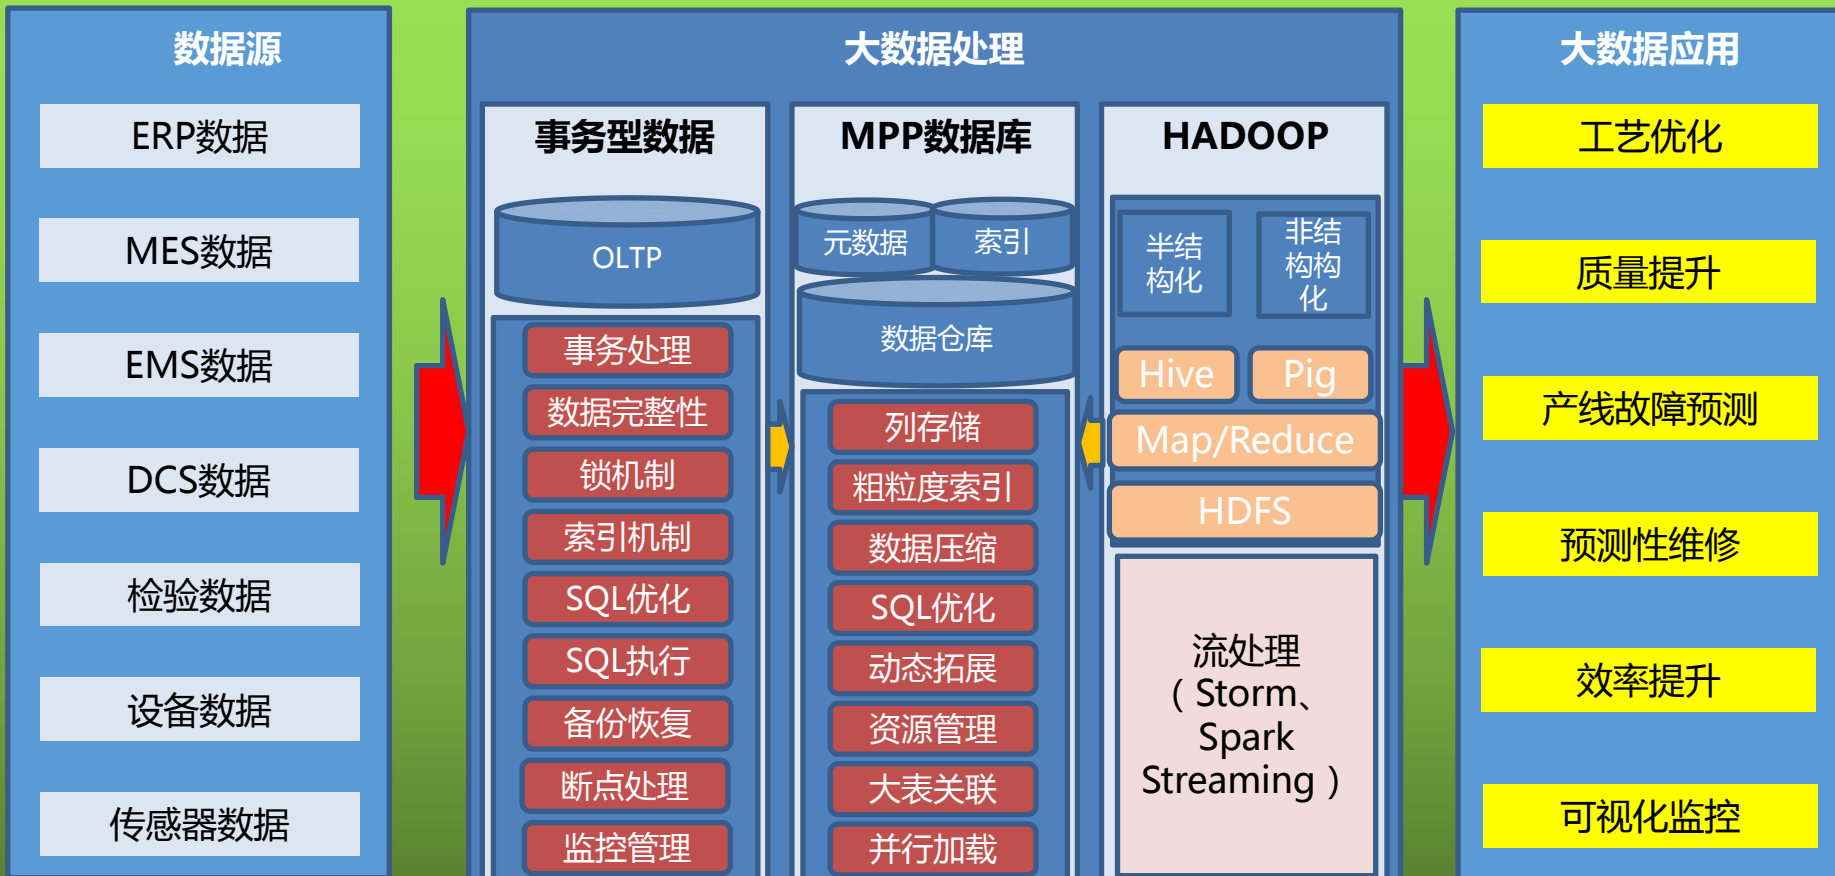 数据源
ERP数据
MES数据
EMS数据
DCS数据
检验数据
设备数据
传感器数据
大数据处理
事务型数据
OLTP
事务处理
数据完整性
锁机制
索引机制
SQL优化
SQL执行
备份恢复
断点处理
监控管理
MPP数据库
元数据
索引
数据仓库
列存储
粗粒度索引
数据压缩
SQL优化
动态拓展
资源管理
大表关联
并行加载
HADOOP
半结
构化
非结
构构
化
Hive
Pig
Map/Reduce
HDFS
流处理
（Storm、
Spark
Streaming）
大数据应用
工艺优化
质量提升
产线故障预测
预测性维修
效率提升
可视化监控